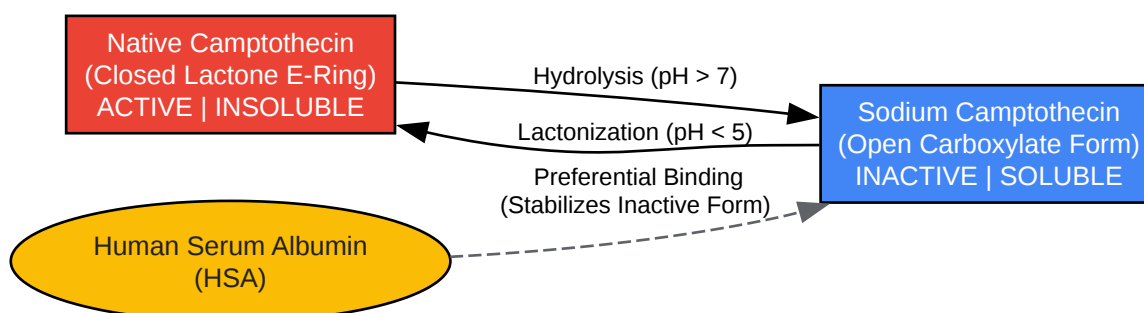 Native Camptothecin
(Closed Lactone E-Ring)
ACTIVE | INSOLUBLE
Hydrolysis (pH > 7)
Lactonization (pH < 5)
Sodium Camptothecin
(Open Carboxylate Form)
INACTIVE | SOLUBLE
Preferential Binding
(Stabilizes Inactive Form)
Human Serum Albumin
(HSA)